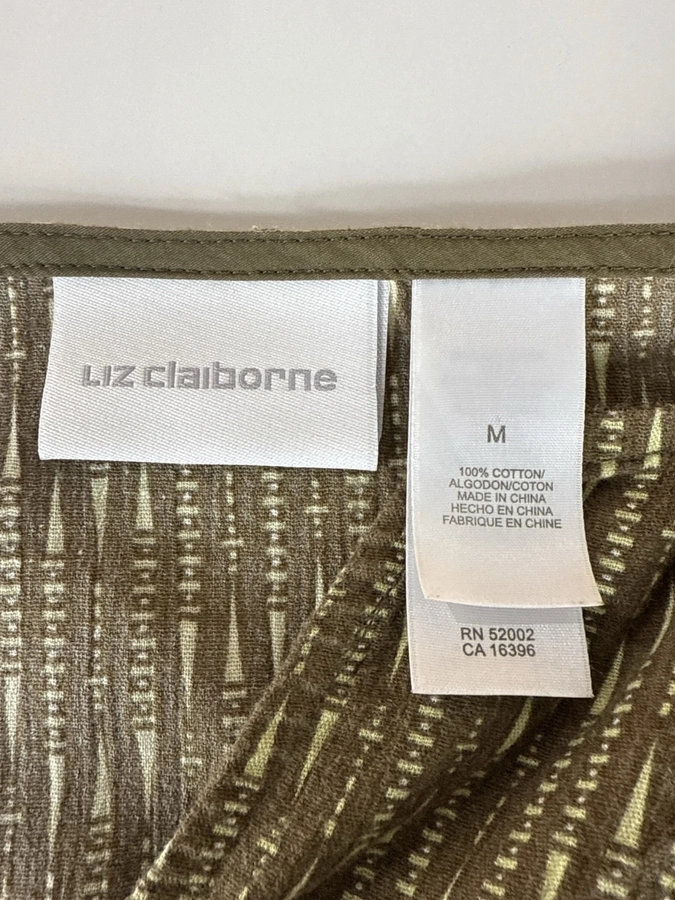 LIZ claiborne
M
100% COTTON/
ALGODON/COTON
MADE IN CHINA
HECHO EN CHINA
FABRIQUE EN CHINE
RN 52002
CA 16396